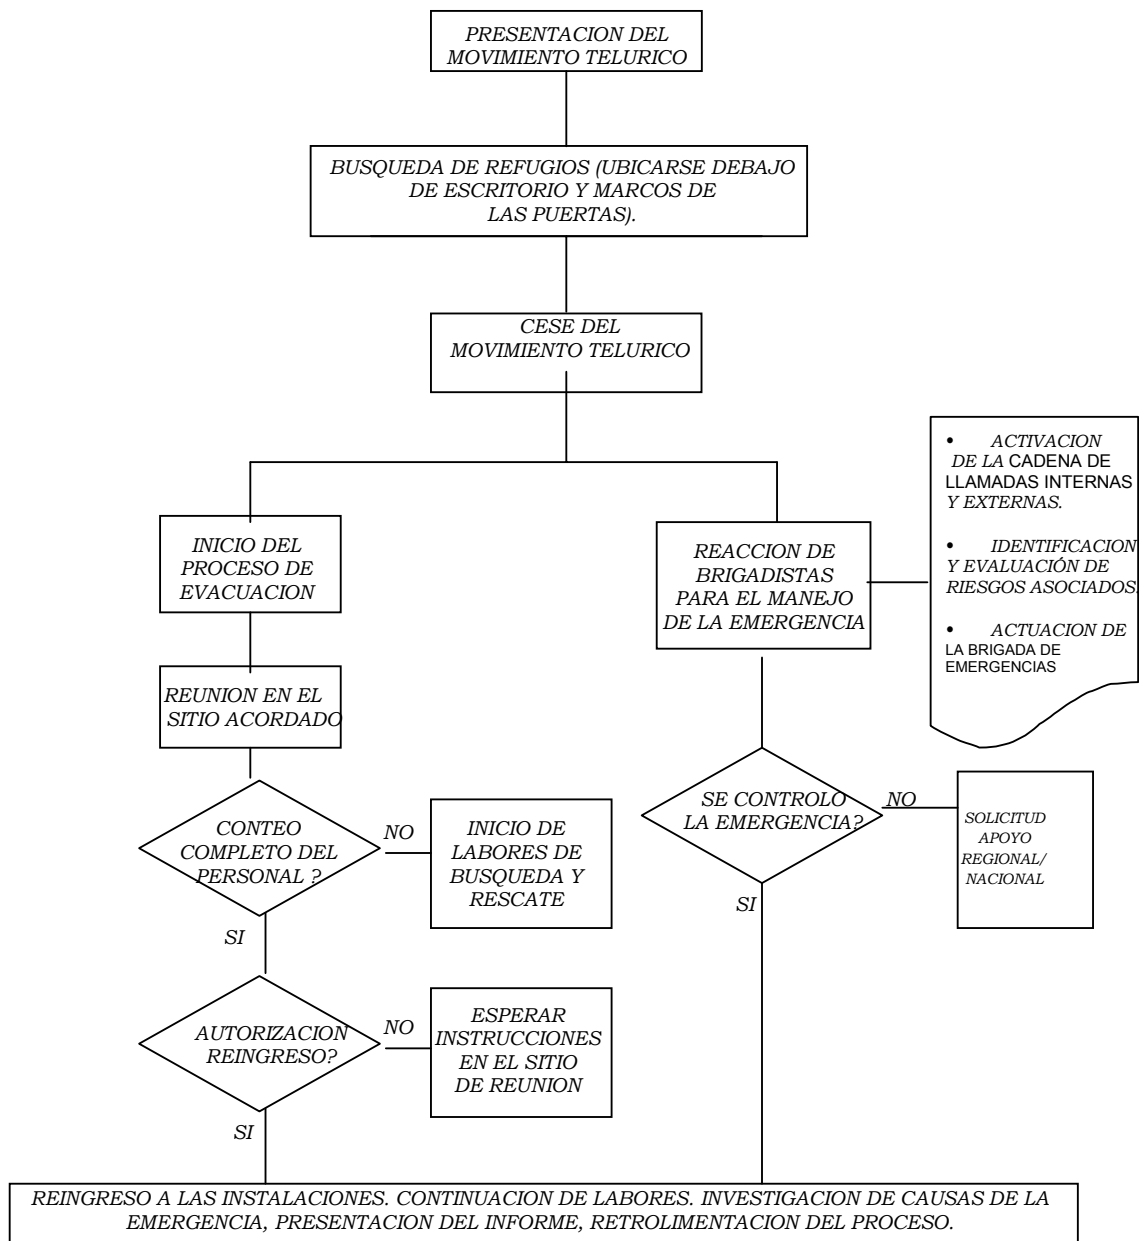 PRESENTACION DEL
MOVIMIENTO TELURICO
BUSQUEDA DE REFUGIOS (UBICARSE DEBAJO
DE ESCRITORIO Y MARCOS DE
LAS PUERTAS).
CESE DEL
MOVIMIENTO TELURICO
• ACTIVACION
DE LA CADENA DE
LLAMADAS INTERNAS
Y EXTERNAS.
• IDENTIFICACION
Y EVALUACIÓN DE
RIESGOS ASOCIADOS.
• ACTUACION DE
LA BRIGADA DE
EMERGENCIAS
INICIO DEL
PROCESO DE
EVACUACION
REACCION DE
BRIGADISTAS
PARA EL MANEJO
DE LA EMERGENCIA
REUNION EN EL
SITIO ACORDADO
CONTEO
COMPLETO DEL
PERSONAL ?
NO
INICIO DE
LABORES DE
BUSQUEDA Y
RESCATE
SE CONTROLO
LA EMERGENCIA?
NO
SOLICITUD
APOYO
REGIONAL/
NACIONAL
SI
SI
AUTORIZACION
REINGRESO?
NO
ESPERAR
INSTRUCCIONES
EN EL SITIO
DE REUNION
SI
REINGRESO A LAS INSTALACIONES. CONTINUACION DE LABORES. INVESTIGACION DE CAUSAS DE LA
EMERGENCIA, PRESENTACION DEL INFORME, RETROLIMENTACION DEL PROCESO.